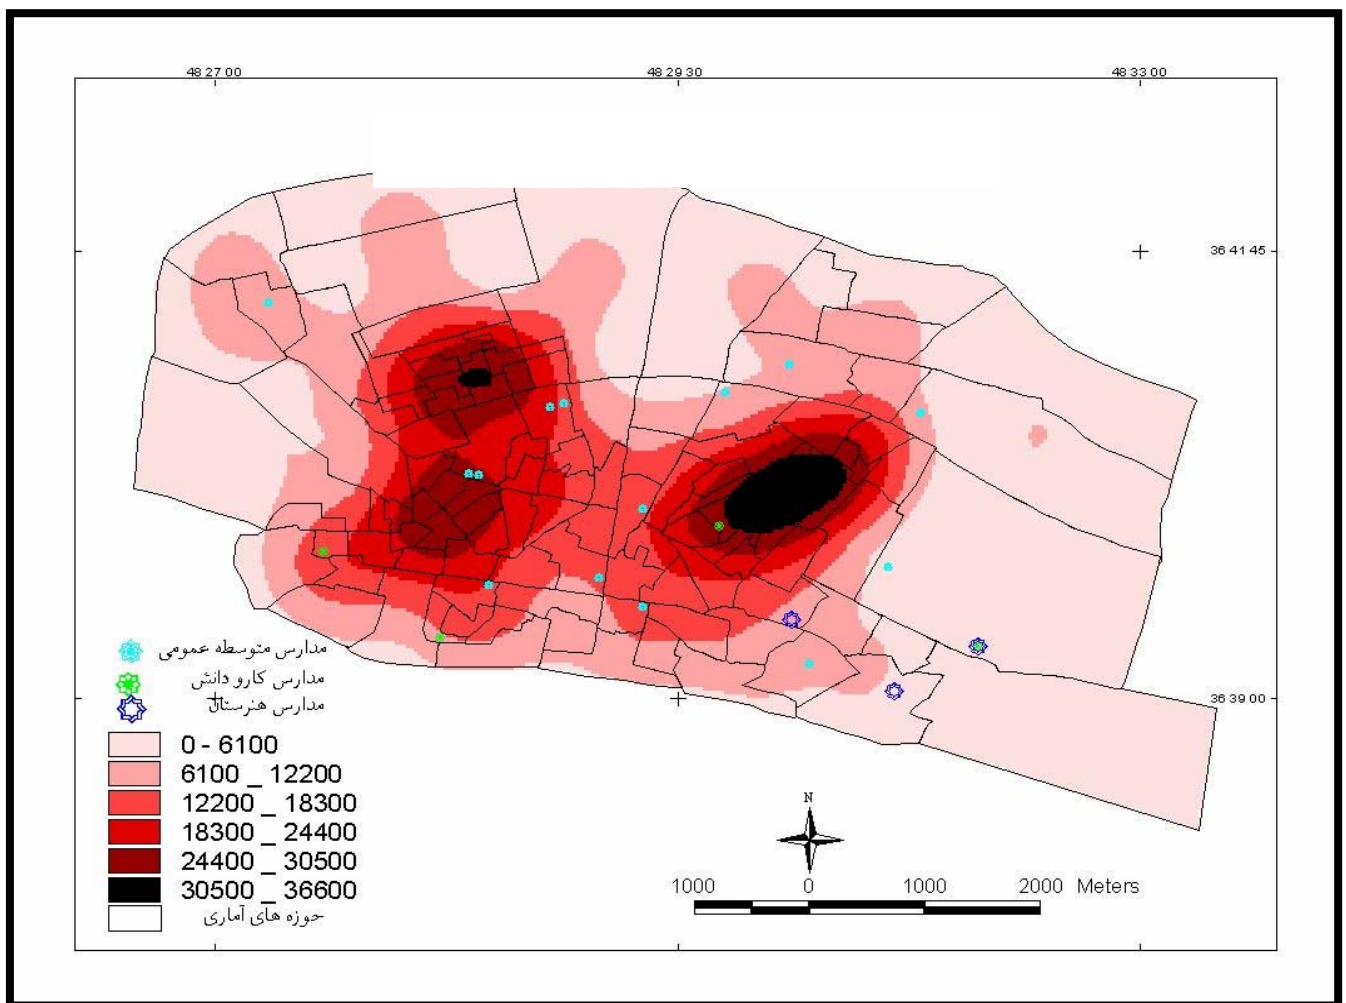 48 27 00 48 29 30 48 33 00
36 41 45
مدارس متوسطه عمومی
مدارس کارو دانش
مدارس هنرستان
36 39 00
0 - 6100
6100 _ 12200
12200 _ 18300
18300 _ 24400
24400 _ 30500
30500 _ 36600
حوزه های آماری
N
1000 0 1000 2000 Meters